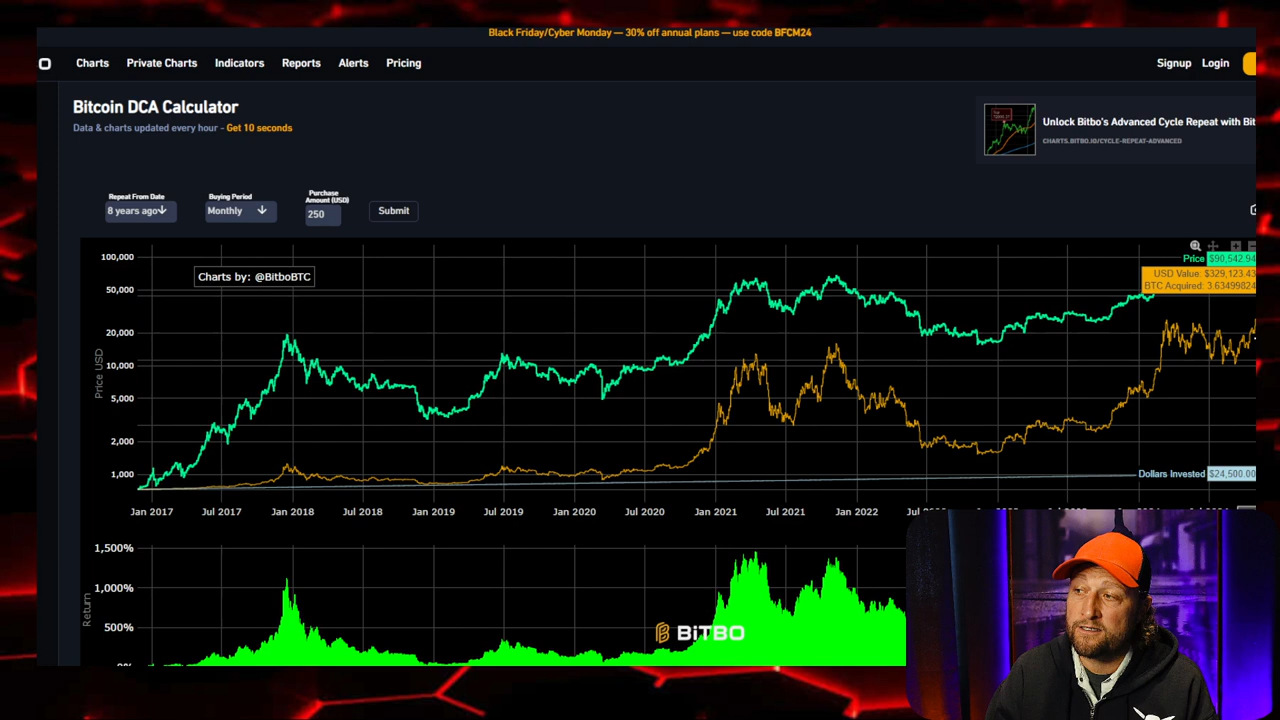 Black Friday/Cyber Monday — 30% off annual plans — use code BFCM24
Charts Private Charts Indicators Reports Alerts Pricing Signup Login
Bitcoin DCA Calculator
Data & charts updated every hour - Get 10 seconds
Unlock Bitbo's Advanced Cycle Repeat with Bit
CHARTS.BITBO.IO/CYCLE-REPEAT-ADVANCED
Repeat From Date
8 years ago
Buying Period
Monthly
Purchase
Amount (USD)
250
Submit
Charts by: @BitboBTC
Price $90,542.94
USD Value: $329,123.43
BTC Acquired: 3.63499824
Dollars Invested $24,500.00
Price USD
100,000
50,000
20,000
10,000
5,000
2,000
1,000
Jan 2017 Jul 2017 Jan 2018 Jul 2018 Jan 2019 Jul 2019 Jan 2020 Jul 2020 Jan 2021 Jul 2021 Jan 2022 Jul
Return
1,500%
1,000%
500%
0%
BiTBO